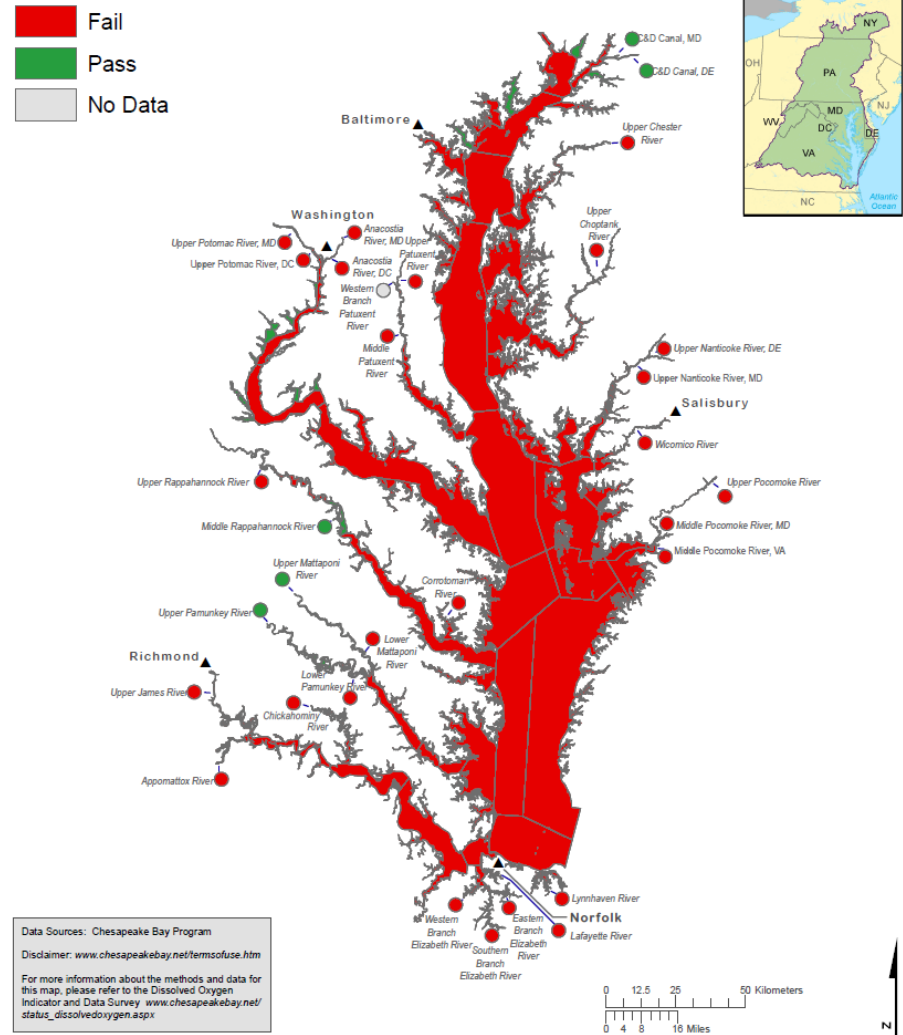 Fail
Pass
No Data
NY
OH
PA
NJ
MD
WV
DC
DE
VA
NC
Atlantic
Ocean
C&D Canal, MD
C&D Canal, DE
Baltimore
Upper Chester
River
Washington
Upper
Choptank
River
Anacostia
River, MD
Upper
Patuxent
River
Upper Potomac River, MD
Upper Potomac River, DC
Anacostia
River, DC
Western
Branch
Patuxent
River
Middle
Patuxent
River
Upper Nanticoke River, DE
Upper Nanticoke River, MD
Salisbury
Wicomico River
Upper Rappahannock River
Upper Pocomoke River
Middle Rappahannock River
Middle Pocomoke River, MD
Middle Pocomoke River, VA
Upper Mattaponi
River
Corrotoman
River
Upper Pamunkey River
Lower
Mattaponi
River
Richmond
Lower
Pamunkey River
Upper James River
Chickahominy
River
Appomattox River
Lynnhaven River
Norfolk
Lafayette River
Western
Branch
Elizabeth River
Eastern
Branch
Elizabeth
River
Southern
Branch
Elizabeth River
Data Sources: Chesapeake Bay Program
Disclaimer: www.chesapeakebay.net/termsofuse.htm
For more information about the methods and data for
this map, please refer to the Dissolved Oxygen
Indicator and Data Survey www.chesapeakebay.net/
status_dissolvedoxygen.aspx
0 12.5 25 50 Kilometers
0 4 8 16 Miles
N